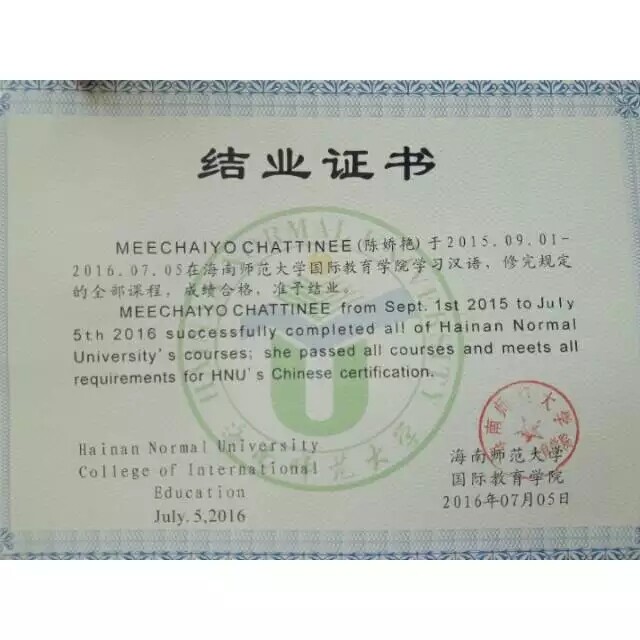 结业证书
MEECHAIYO CHATTINEE(陈娇艳)于2015.09.01-
2016.07.05在海南师范大学国际教育学院学习汉语,修完规定
的全部课程,成绩合格,准予结业。
MEECHAIYO CHATTINEE from Sept. 1st 2015 to July
5th 2016 successfully completed all of Hainan Normal
University's courses; she passed all courses and meets all
requirements for HNU's Chinese certification.
Hainan Normal University
College of International
Education
July. 5,2016
海南师范大学
国际教育学院
2016年07月05日